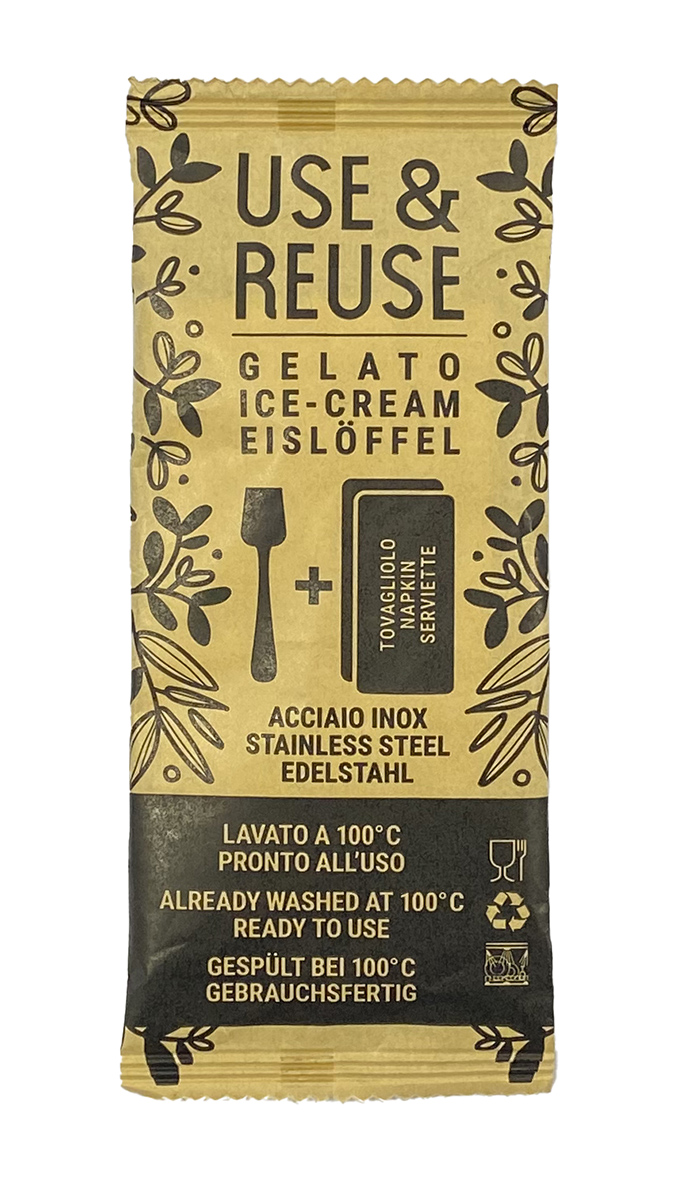 USE &
REUSE
GELATO
ICE-CREAM
EISLÖFFEL
TOVAGLIOLO
NAPKIN
SERVIETTE
ACCIAIO INOX
STAINLESS STEEL
EDELSTAHL
LAVATO A 100°C
PRONTO ALL'USO
ALREADY WASHED AT 100°C
READY TO USE
GESPÜLT BEI 100°C
GEBRAUCHSFERTIG